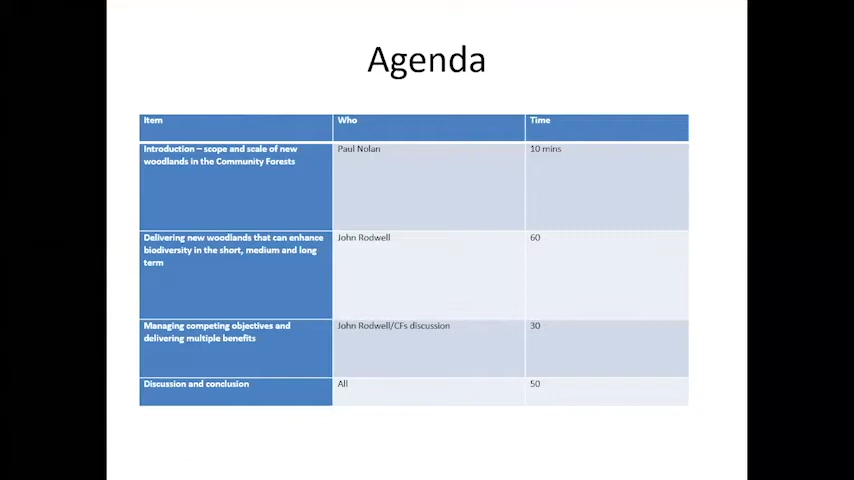 Agenda
Item Who Time
Introduction – scope and scale of new Paul Nolan 10 mins
woodlands in the Community Forests
Delivering new woodlands that can enhance John Rodwell 60
biodiversity in the short, medium and long
term
Managing competing objectives and John Rodwell/CFs discussion 30
delivering multiple benefits
Discussion and conclusion All 50